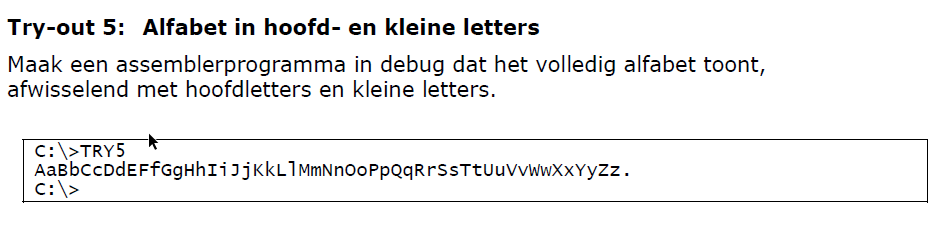 Try-out 5: Alfabet in hoofd- en kleine letters
Maak een assemblerprogramma in debug dat het volledig alfabet toont,
afwisselend met hoofdletters en kleine letters.
C:\>TRY5
AaBbCcDdEFfGgHhIiJjKkLlMmNnOoPpQqRrSsTtUuVvWwXxYyZz.
C:\>